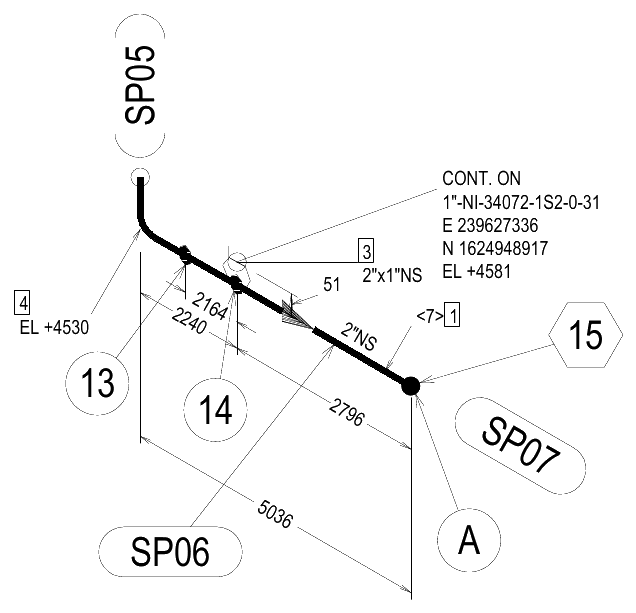 SP05
CONT. ON
1"-NI-34072-1S2-0-31
E 239627336
N 1624948917
EL +4581
3
2"x1"NS
51
4
EL +4530
2164
2240
<7> 1
2"NS
15
13
14
2796
SP07
5036
SP06
A